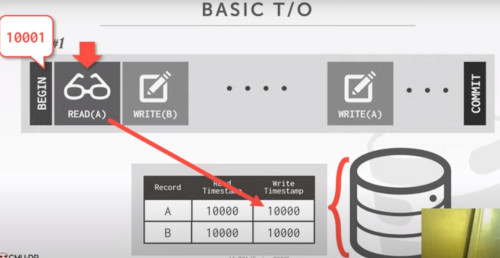 BASIC T/O
10001
#1
BEGIN
READ(A)
WRITE(B)
• • • •
WRITE(A)
• • •
COMMIT
Record
Read Timestamp
Write Timestamp
A
10000
10000
B
10000
10000
CMU-DB